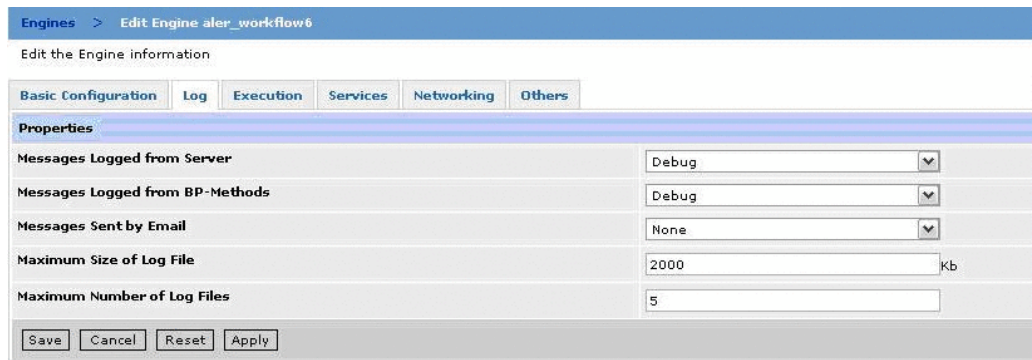 Engines > Edit Engine aler_workflow6
Edit the Engine information
Basic Configuration Log Execution Services Networking Others
Properties
Messages Logged from Server Debug
Messages Logged from BP-Methods Debug
Messages Sent by Email None
Maximum Size of Log File 2000 Kb
Maximum Number of Log Files 5
Save Cancel Reset Apply